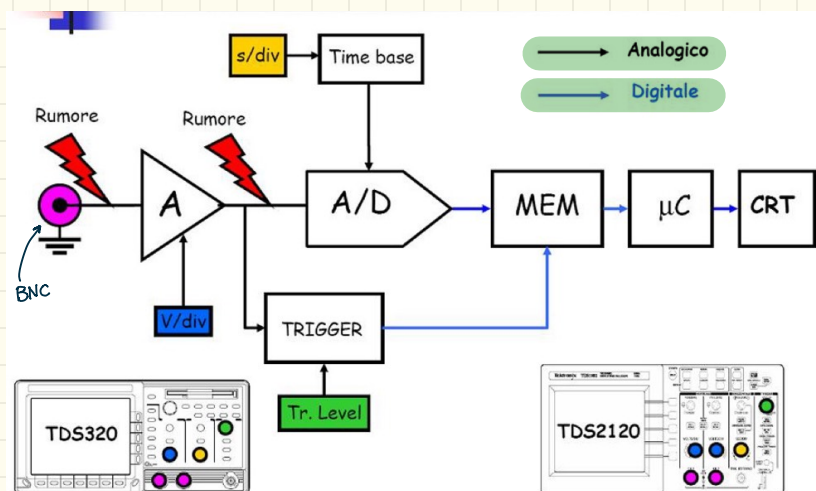 s/div
Time base
Analogico
Digitale
Rumore
Rumore
A
A/D
MEM
μC
CRT
BNC
V/div
TRIGGER
Tr. Level
TDS320
TDS2120